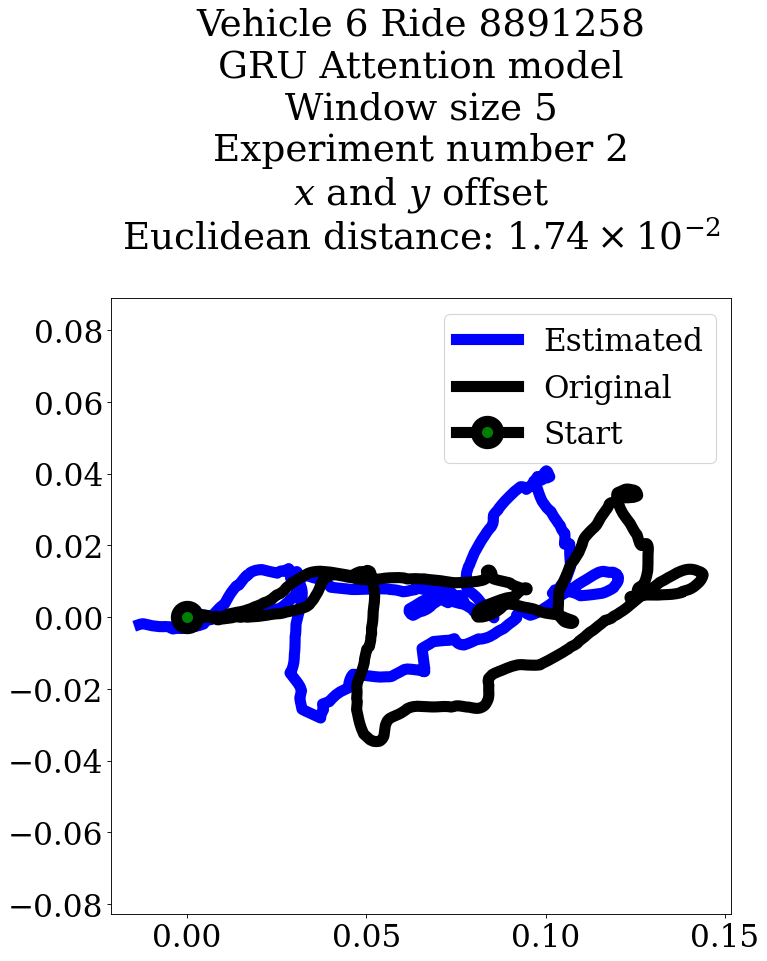 Vehicle 6 Ride 8891258
GRU Attention model
Window size 5
Experiment number 2
x and y offset
Euclidean distance: 1.74 × 10⁻²
Estimated
Original
Start
0.08
0.06
0.04
0.02
0.00
−0.02
−0.04
−0.06
−0.08
0.00 0.05 0.10 0.15